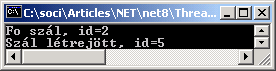 C:\soci\Articles\NET\net8\Threa...
Fo szál, id=2
Szál létrejött, id=5